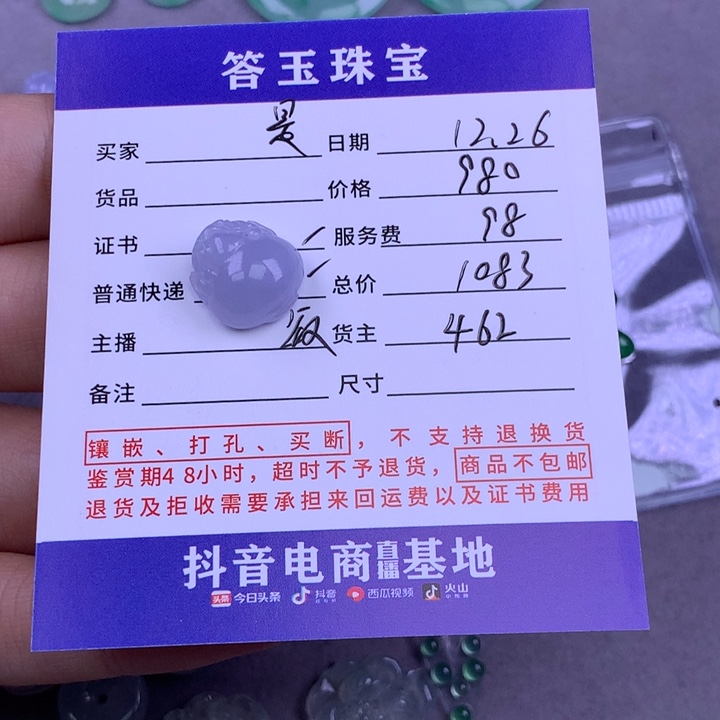 答玉珠宝
买家 是 日期 12.26
货品 价格 980
证书 服务费 98
普通快递 总价 1083
主播 货主 462
备注 尺寸
镶嵌、打孔、买断，不支持退换货
鉴赏期48小时，超时不予退货，商品不包邮
退货及拒收需要承担来回运费以及证书费用
抖音电商直播基地
头条 今日头条 抖音 西瓜视频 火山